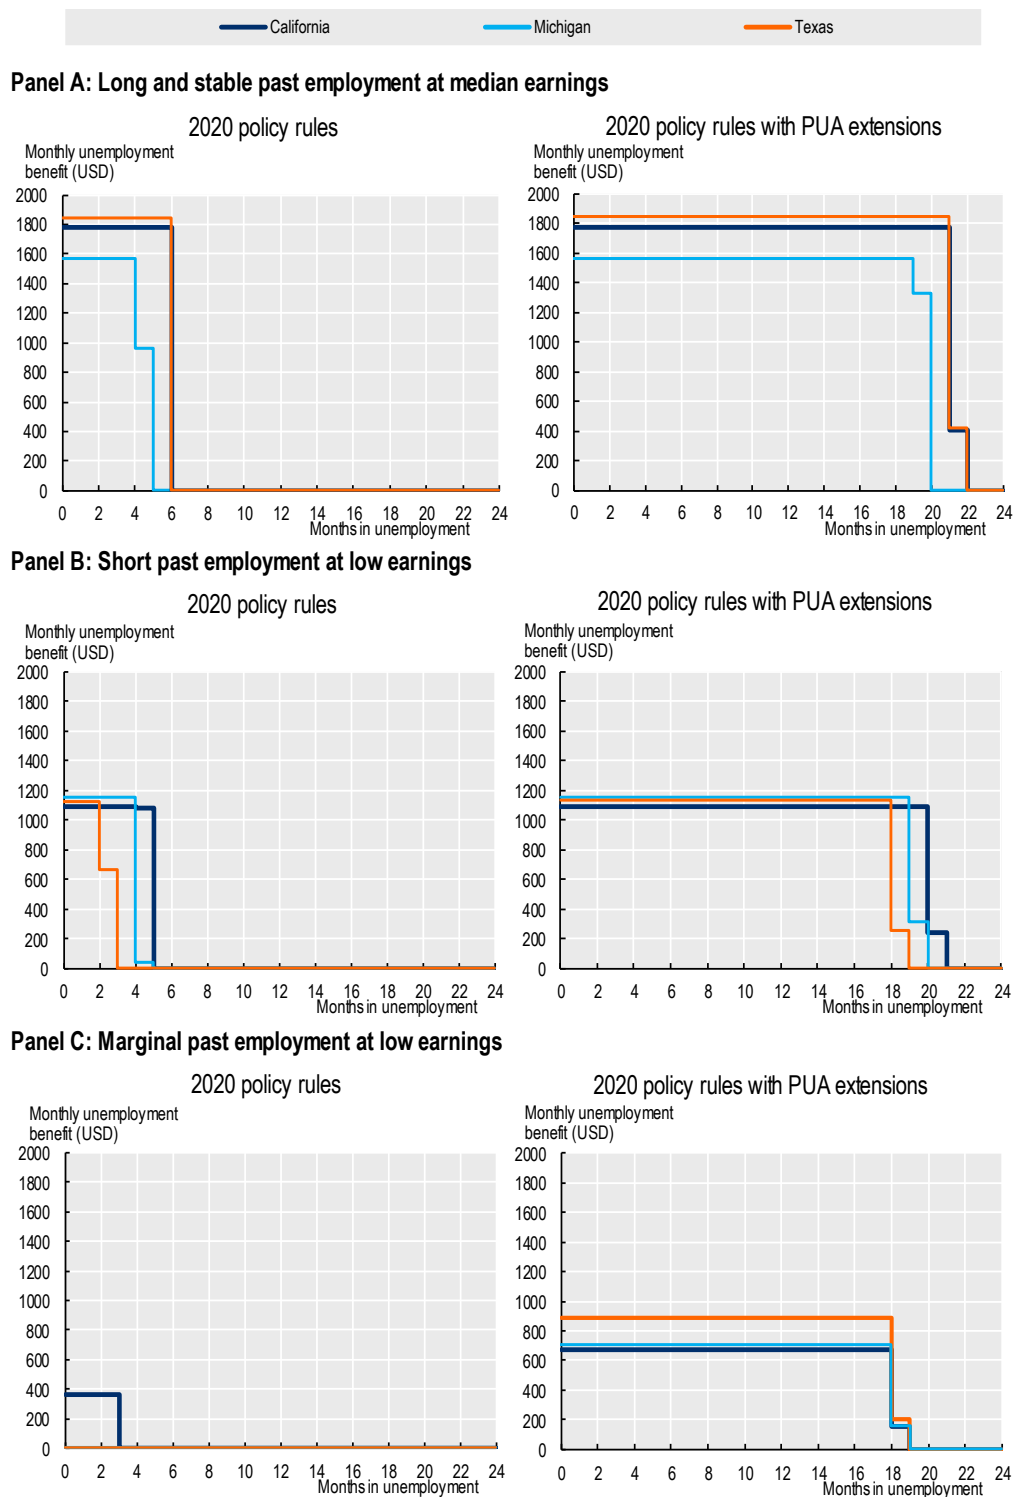 California Michigan Texas
Panel A: Long and stable past employment at median earnings
2020 policy rules
Monthly unemployment
benefit (USD)
2000
1800
1600
1400
1200
1000
800
600
400
200
0
0 2 4 6 8 10 12 14 16 18 20 22 24
Months in unemployment
2020 policy rules with PUA extensions
Monthly unemployment
benefit (USD)
2000
1800
1600
1400
1200
1000
800
600
400
200
0
0 2 4 6 8 10 12 14 16 18 20 22 24
Months in unemployment
Panel B: Short past employment at low earnings
2020 policy rules
Monthly unemployment
benefit (USD)
2000
1800
1600
1400
1200
1000
800
600
400
200
0
0 2 4 6 8 10 12 14 16 18 20 22 24
Months in unemployment
2020 policy rules with PUA extensions
Monthly unemployment
benefit (USD)
2000
1800
1600
1400
1200
1000
800
600
400
200
0
0 2 4 6 8 10 12 14 16 18 20 22 24
Months in unemployment
Panel C: Marginal past employment at low earnings
2020 policy rules
Monthly unemployment
benefit (USD)
2000
1800
1600
1400
1200
1000
800
600
400
200
0
0 2 4 6 8 10 12 14 16 18 20 22 24
Months in unemployment
2020 policy rules with PUA extensions
Monthly unemployment
benefit (USD)
2000
1800
1600
1400
1200
1000
800
600
400
200
0
0 2 4 6 8 10 12 14 16 18 20 22 24
Months in unemployment